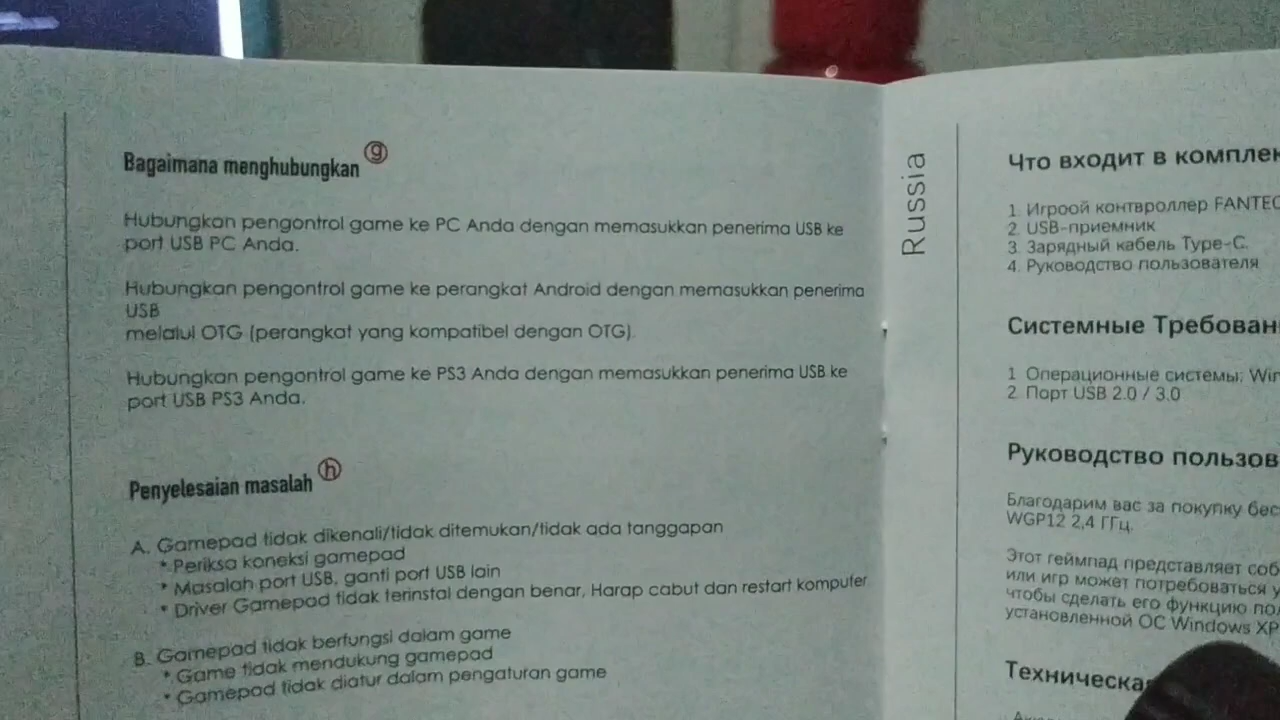 Bagaimana menghubungkan g
Hubungkan pengontrol game ke PC Anda dengan memasukkan penerima USB ke
port USB PC Anda.
Hubungkan pengontrol game ke perangkat Android dengan memasukkan penerima
USB
melalui OTG (perangkat yang kompatibel dengan OTG).
Hubungkan pengontrol game ke PS3 Anda dengan memasukkan penerima USB ke
port USB PS3 Anda.
Penyelesaian masalah h
A. Gamepad tidak dikenali/tidak ditemukan/tidak ada tanggapan
* Periksa koneksi gamepad
* Masalah port USB, ganti port USB lain
* Driver Gamepad tidak terinstal dengan benar, Harap cabut dan restart komputer
B. Gamepad tidak berfungsi dalam game
* Game tidak mendukung gamepad
* Gamepad tidak diatur dalam pengaturan game
Russia
Что входит в комплек
1. Игроой контвроллер FANTEC
2. USB-приемник
3. Зарядный кабель Type-C.
4. Руководство пользователя
Системные Требован
1 Операционные системы: Win
2. Порт USB 2.0 / 3.0
Руководство пользов
Благодарим вас за покупку бес
WGP12 2,4 ГГц.
Этот геймпад представляет соб
или игр может потребоваться у
чтобы сделать его функцию пол
установленной ОС Windows XP
Техническа